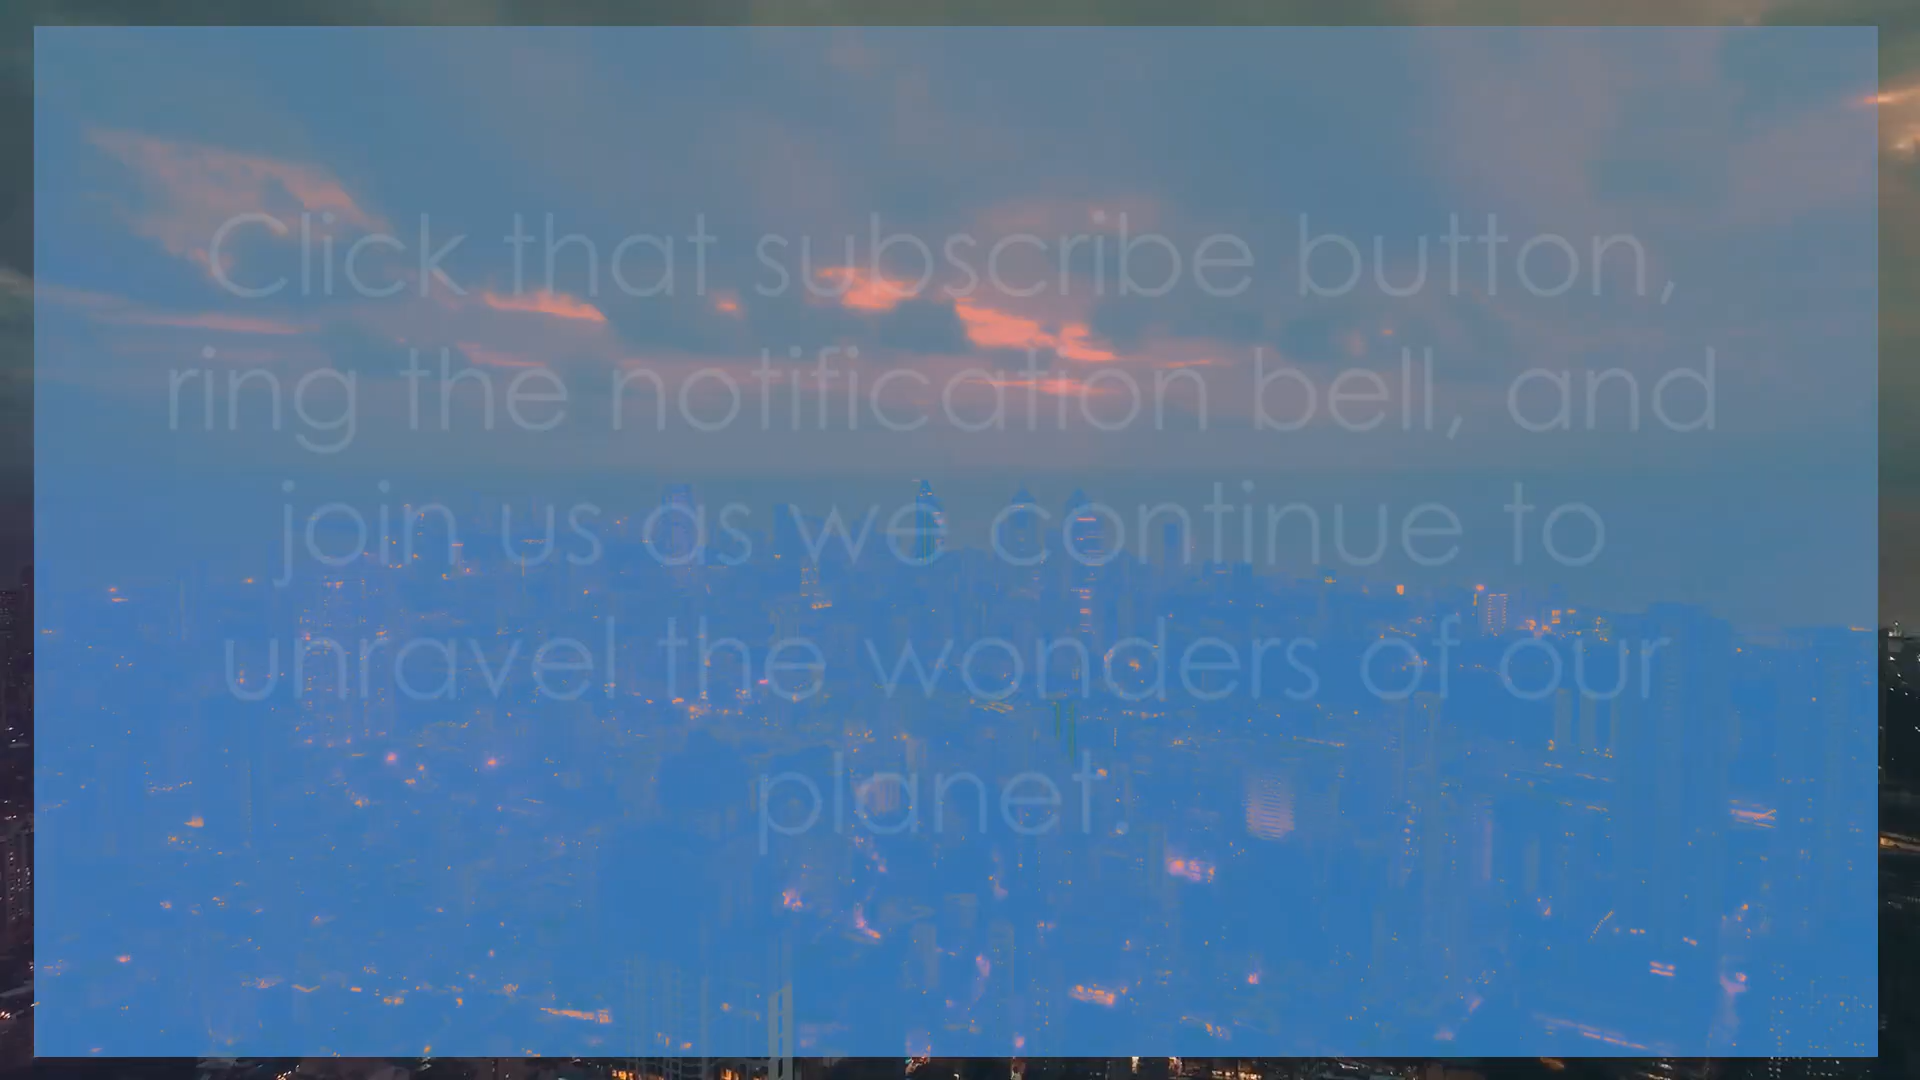 Click that subscribe button,
ring the notification bell, and
join us as we continue to
unravel the wonders of our
planet.